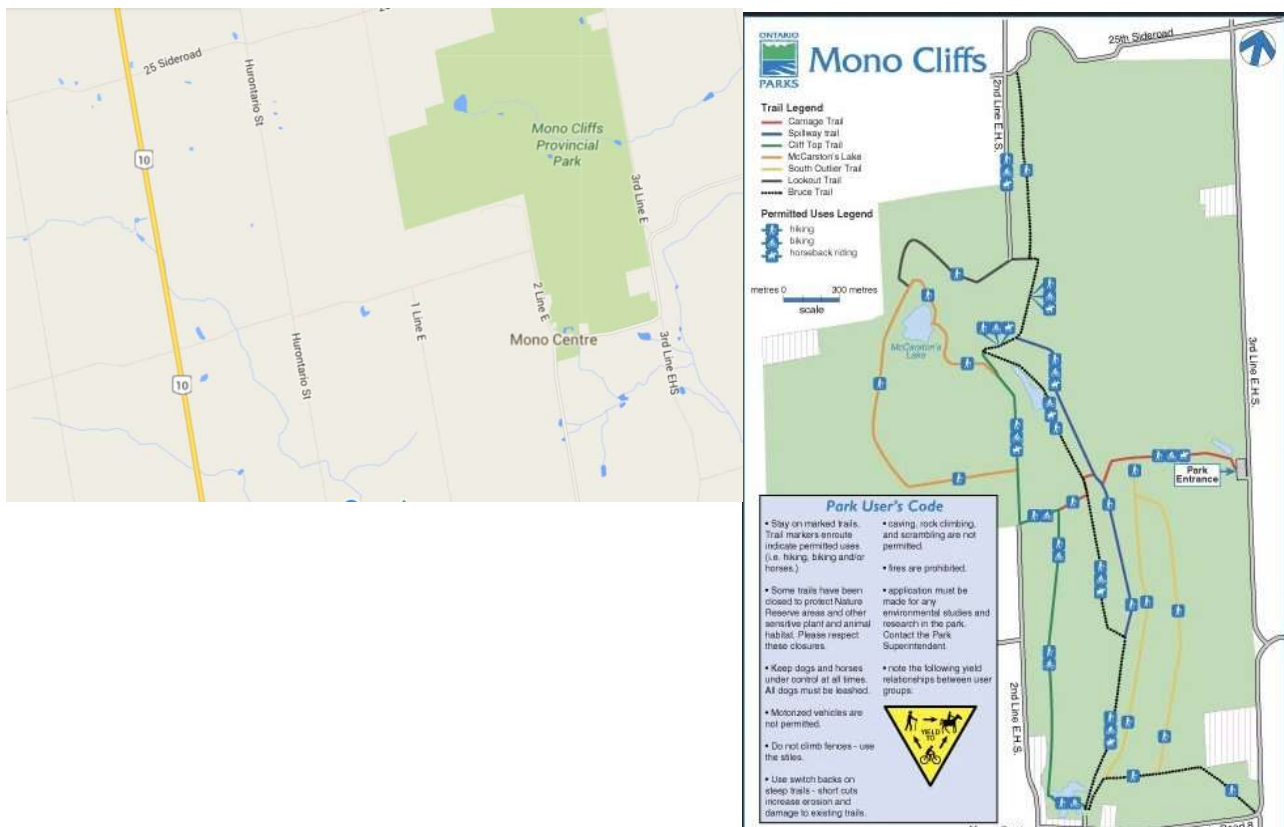 25 Sideroad
Hurontario St
10
Mono Cliffs
Provincial
Park
3rd Line E
2 Line E
1 Line E
Mono Centre
Hurontario St
10
3rd Line EHS
ONTARIO
PARKS
Mono Cliffs
25th Sideroad
2nd Line E.H.S.
Trail Legend
Carriage Trail
Spillway trail
Cliff Top Trail
McCarston's Lake
South Outlier Trail
Lookout Trail
Bruce Trail
Permitted Uses Legend
hiking
biking
horseback riding
metres 0 300 metres
scale
McCarston's
Lake
3rd Line E.H.S.
Park
Entrance
2nd Line E.H.S.
Park User's Code
• Stay on marked trails.
Trail markers enroute
indicate permitted uses
(i.e. hiking, biking and/or
horses.)
• Some trails have been
closed to protect Nature
Reserve areas and other
sensitive plant and animal
habitat. Please respect
these closures.
• Keep dogs and horses
under control at all times.
All dogs must be leashed.
• Motorized vehicles are
not permitted.
• Do not climb fences - use
the stiles.
• Use switch backs on
steep trails - short cuts
increase erosion and
damage to existing trails.
• caving, rock climbing,
and scrambling are not
permitted.
• fires are prohibited.
• application must be
made for any
environmental studies and
research in the park.
Contact the Park
Superintendent.
• note the following yield
relationships between user
groups:
YIELD
TO